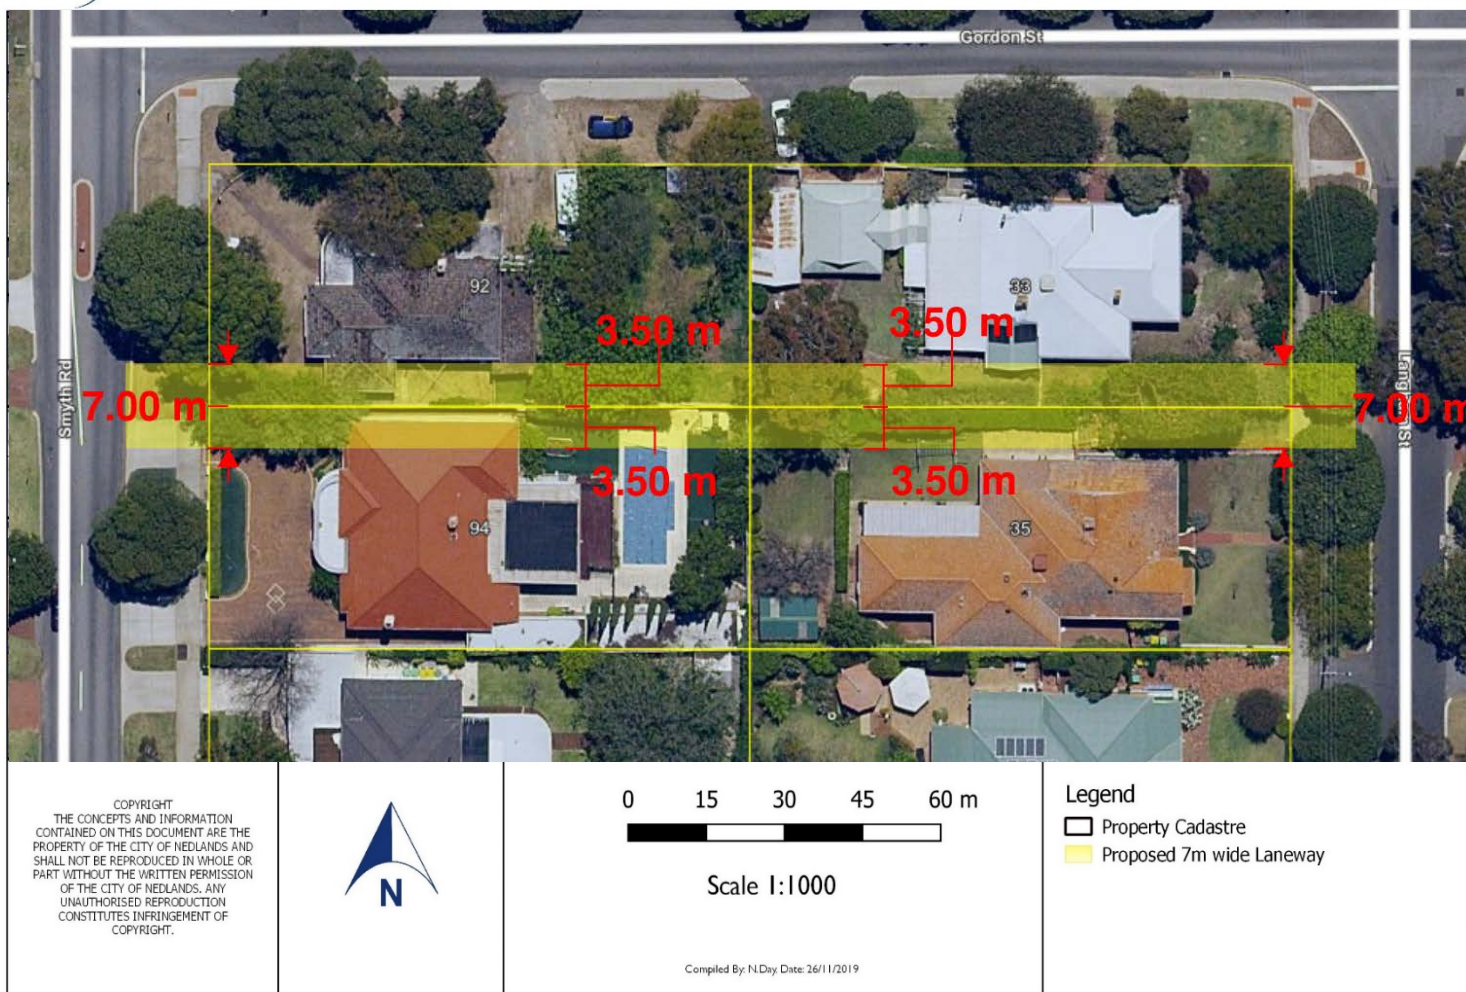 Gordon St
Smyth Rd
92
33
3.50 m
3.50 m
7.00 m
7.00 m
3.50 m
3.50 m
94
35
COPYRIGHT
THE CONCEPTS AND INFORMATION
CONTAINED ON THIS DOCUMENT ARE THE
PROPERTY OF THE CITY OF NEDLANDS AND
SHALL NOT BE REPRODUCED IN WHOLE OR
PART WITHOUT THE WRITTEN PERMISSION
OF THE CITY OF NEDLANDS. ANY
UNAUTHORISED REPRODUCTION
CONSTITUTES INFRINGEMENT OF
COPYRIGHT.
N
0 15 30 45 60 m
Scale 1:1000
Compiled By: N.Day. Date: 26/11/2019
Legend
Property Cadastre
Proposed 7m wide Laneway